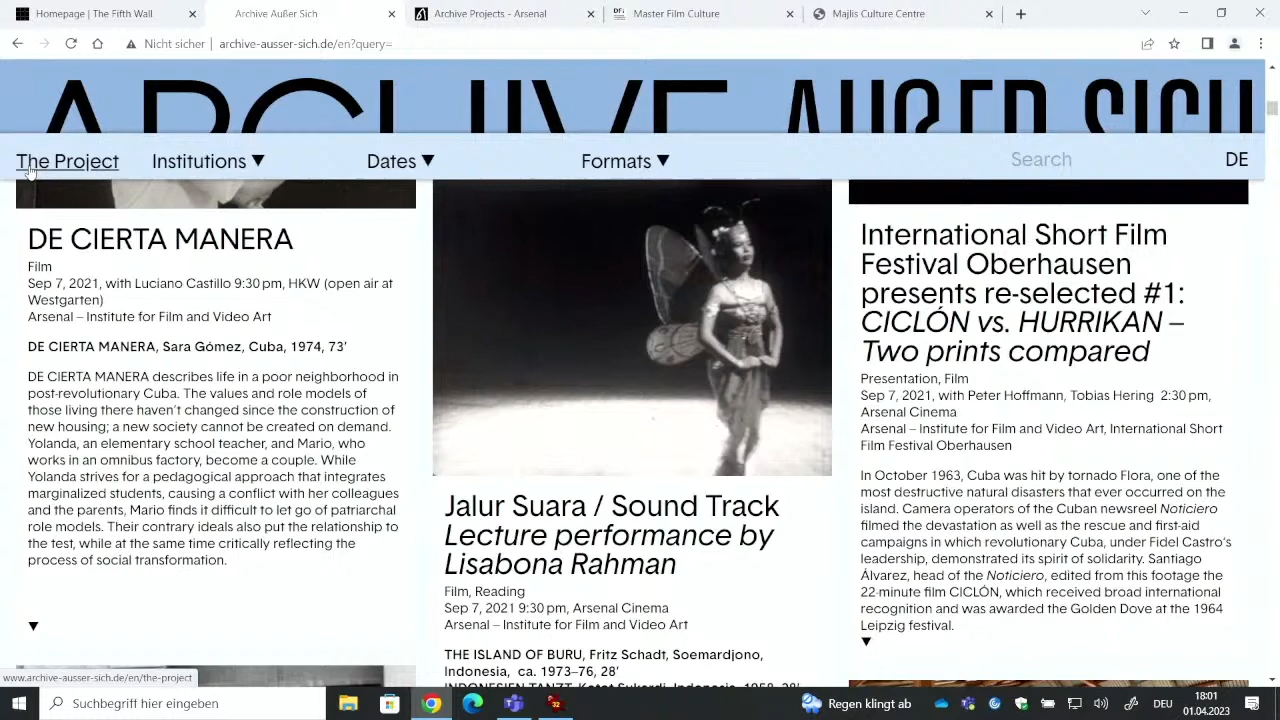 Homepage | The Fifth Wall
Archive Außer Sich
Archive Projects - Arsenal
Master Film Culture
Majlis Culture Centre
Nicht sicher
archive-ausser-sich.de/en?query=
ARCHIVE AUßER SICH
The Project
Institutions ▼
Dates ▼
Formats ▼
Search
DE
DE CIERTA MANERA
Film
Sep 7, 2021, with Luciano Castillo 9:30 pm, HKW (open air at
Westgarten)
Arsenal – Institute for Film and Video Art
DE CIERTA MANERA, Sara Gómez, Cuba, 1974, 73’
DE CIERTA MANERA describes life in a poor neighborhood in
post-revolutionary Cuba. The values and role models of
those living there haven’t changed since the construction of
new housing; a new society cannot be created on demand.
Yolanda, an elementary school teacher, and Mario, who
works in an omnibus factory, become a couple. While
Yolanda strives for a pedagogical approach that integrates
marginalized students, causing a conflict with her colleagues
and the parents, Mario finds it difficult to let go of patriarchal
role models. Their contrary ideals also put the relationship to
the test, while at the same time critically reflecting the
process of social transformation.
▼
Jalur Suara / Sound Track
Lecture performance by
Lisabona Rahman
Film, Reading
Sep 7, 2021 9:30 pm, Arsenal Cinema
Arsenal – Institute for Film and Video Art
THE ISLAND OF BURU, Fritz Schadt, Soemardjono,
Indonesia, ca. 1973–76, 28’
International Short Film
Festival Oberhausen
presents re-selected #1:
CICLÓN vs. HURRIKAN –
Two prints compared
Presentation, Film
Sep 7, 2021, with Peter Hoffmann, Tobias Hering 2:30 pm,
Arsenal Cinema
Arsenal – Institute for Film and Video Art, International Short
Film Festival Oberhausen
In October 1963, Cuba was hit by tornado Flora, one of the
most destructive natural disasters that ever occurred on the
island. Camera operators of the Cuban newsreel Noticiero
filmed the devastation as well as the rescue and first-aid
campaigns in which revolutionary Cuba, under Fidel Castro’s
leadership, demonstrated its spirit of solidarity. Santiago
Álvarez, head of the Noticiero, edited from this footage the
22-minute film CICLÓN, which received broad international
recognition and was awarded the Golden Dove at the 1964
Leipzig festival.
▼
www.archive-ausser-sich.de/en/the-project
Suchbegriff hier eingeben
Regen klingt ab
DEU
18:01
01.04.2023